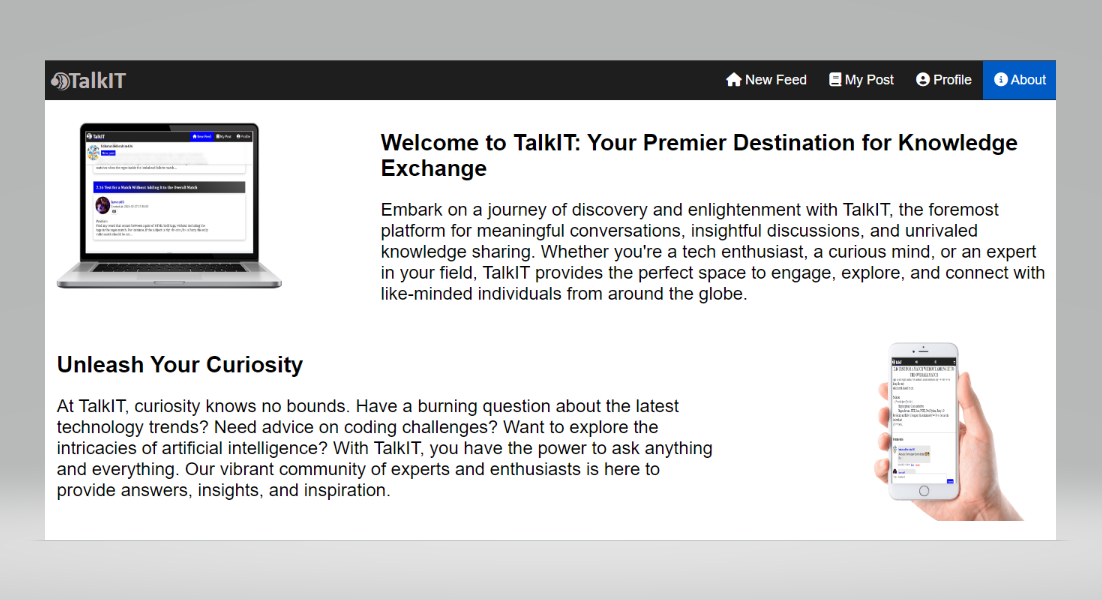 TalkIT
New Feed
My Post
Profile
About
Welcome to TalkIT: Your Premier Destination for Knowledge
Exchange
Embark on a journey of discovery and enlightenment with TalkIT, the foremost
platform for meaningful conversations, insightful discussions, and unrivaled
knowledge sharing. Whether you're a tech enthusiast, a curious mind, or an expert
in your field, TalkIT provides the perfect space to engage, explore, and connect with
like-minded individuals from around the globe.
TalkIT
New Feed
My Post
Profile
Unleash Your Curiosity
At TalkIT, curiosity knows no bounds. Have a burning question about the latest
technology trends? Need advice on coding challenges? Want to explore the
intricacies of artificial intelligence? With TalkIT, you have the power to ask anything
and everything. Our vibrant community of experts and enthusiasts is here to
provide answers, insights, and inspiration.